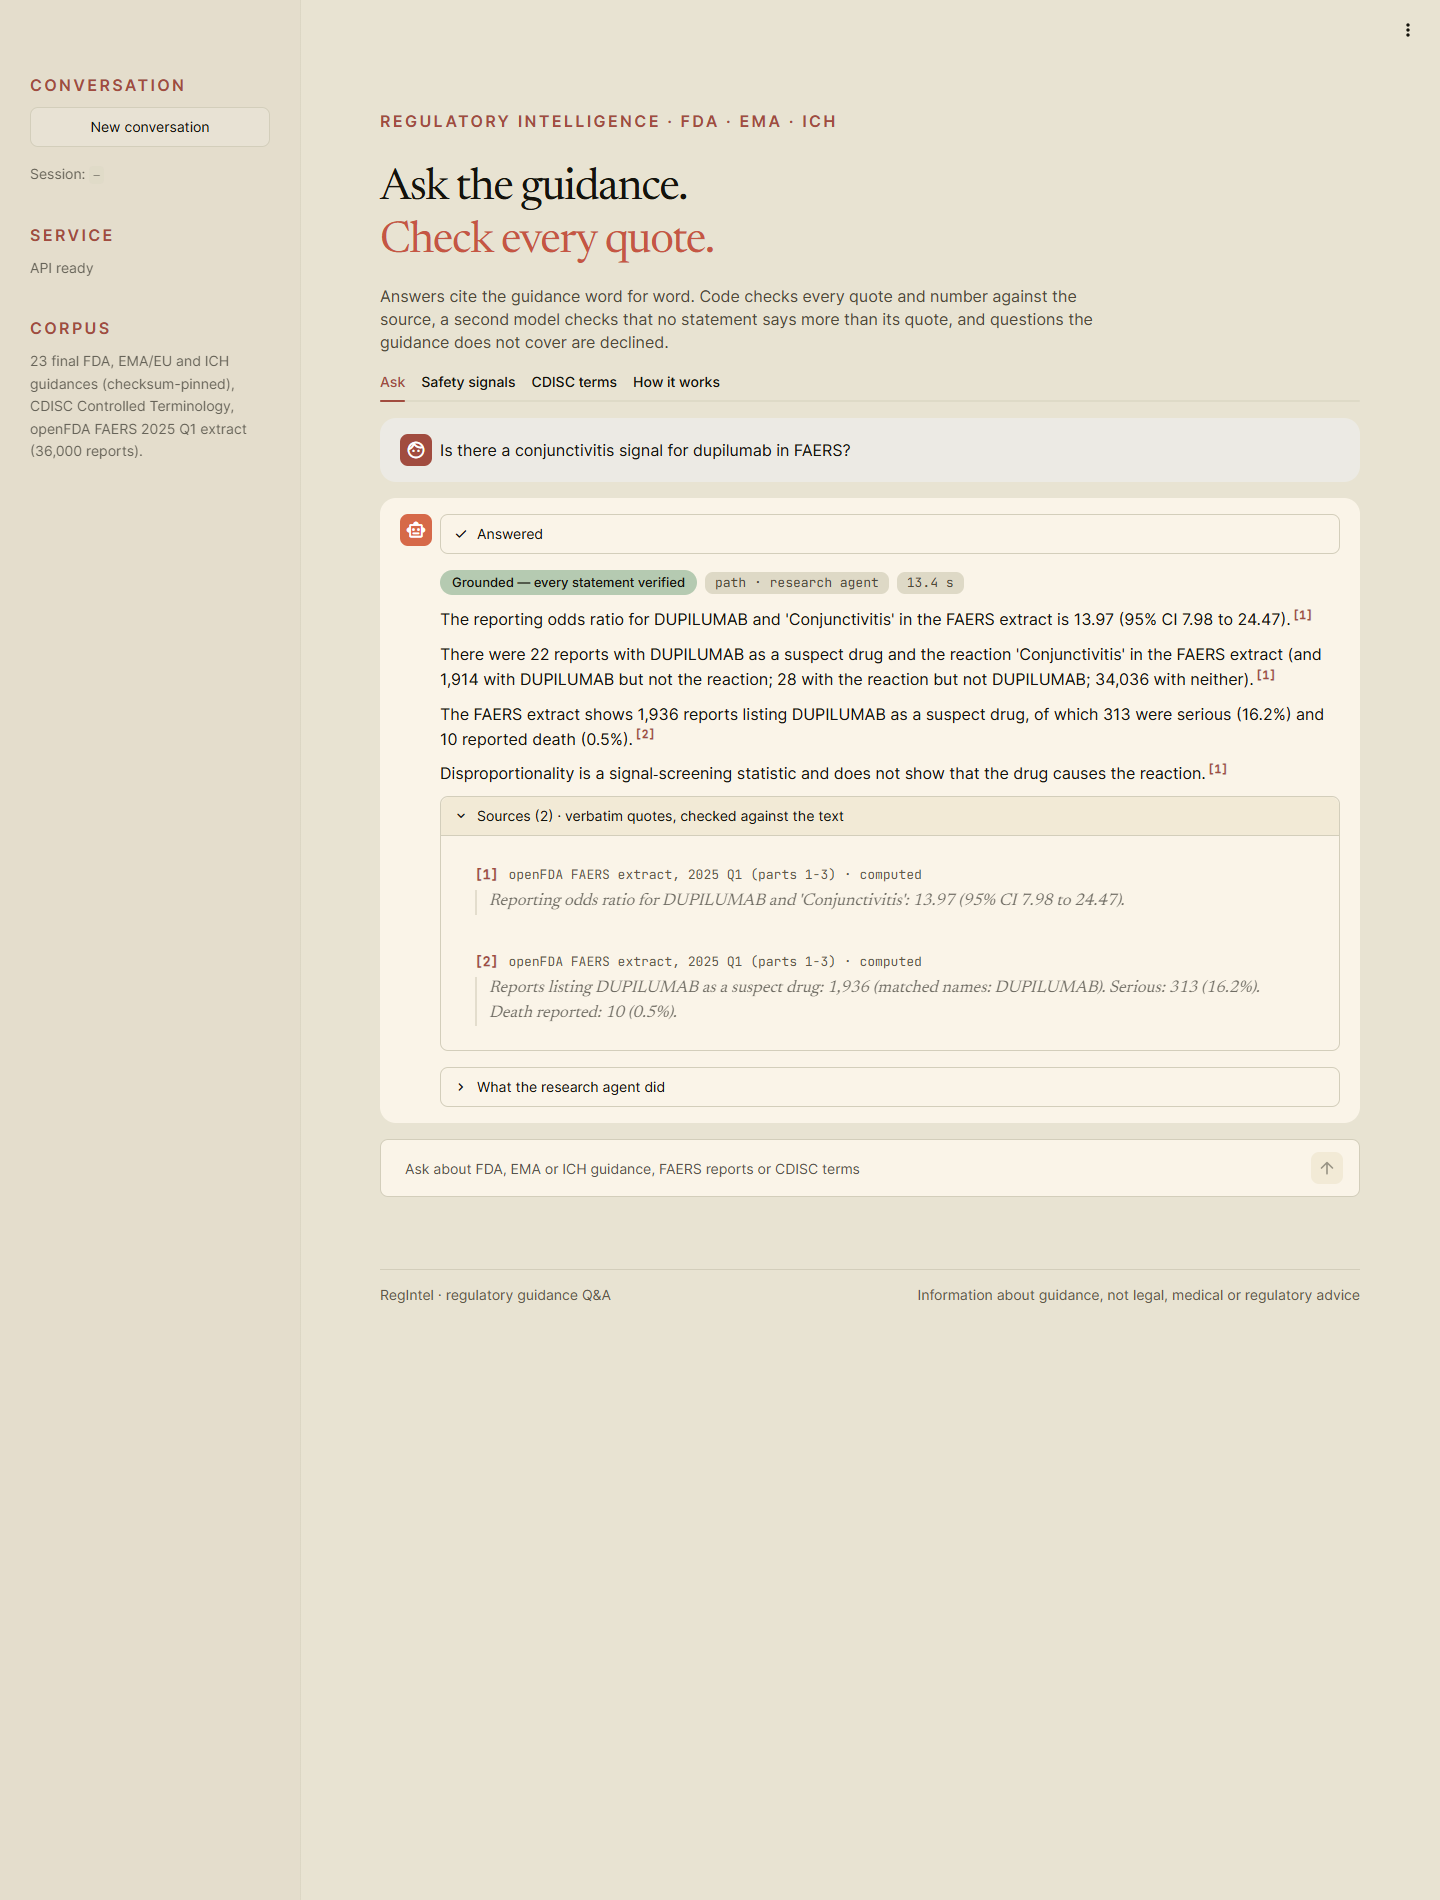 CONVERSATION
New conversation
Session: –
SERVICE
API ready
CORPUS
23 final FDA, EMA/EU and ICH
guidances (checksum-pinned),
CDISC Controlled Terminology,
openFDA FAERS 2025 Q1 extract
(36,000 reports).
REGULATORY INTELLIGENCE · FDA · EMA · ICH
Ask the guidance.
Check every quote.
Answers cite the guidance word for word. Code checks every quote and number against the
source, a second model checks that no statement says more than its quote, and questions the
guidance does not cover are declined.
Ask Safety signals CDISC terms How it works
Is there a conjunctivitis signal for dupilumab in FAERS?
Answered
Grounded — every statement verified path · research agent 13.4 s
The reporting odds ratio for DUPILUMAB and 'Conjunctivitis' in the FAERS extract is 13.97 (95% CI 7.98 to 24.47). [1]
There were 22 reports with DUPILUMAB as a suspect drug and the reaction 'Conjunctivitis' in the FAERS extract (and
1,914 with DUPILUMAB but not the reaction; 28 with the reaction but not DUPILUMAB; 34,036 with neither). [1]
The FAERS extract shows 1,936 reports listing DUPILUMAB as a suspect drug, of which 313 were serious (16.2%) and
10 reported death (0.5%). [2]
Disproportionality is a signal-screening statistic and does not show that the drug causes the reaction. [1]
Sources (2) · verbatim quotes, checked against the text
[1] openFDA FAERS extract, 2025 Q1 (parts 1-3) · computed
Reporting odds ratio for DUPILUMAB and 'Conjunctivitis': 13.97 (95% CI 7.98 to 24.47).
[2] openFDA FAERS extract, 2025 Q1 (parts 1-3) · computed
Reports listing DUPILUMAB as a suspect drug: 1,936 (matched names: DUPILUMAB). Serious: 313 (16.2%).
Death reported: 10 (0.5%).
What the research agent did
Ask about FDA, EMA or ICH guidance, FAERS reports or CDISC terms
RegIntel · regulatory guidance Q&A
Information about guidance, not legal, medical or regulatory advice